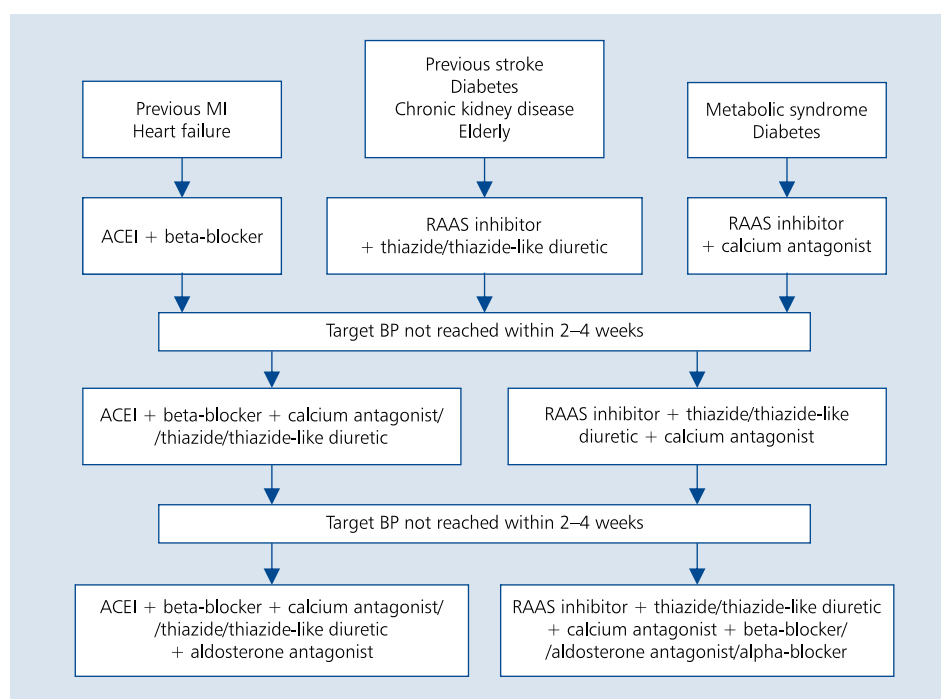 Previous MI
Heart failure
Previous stroke
Diabetes
Chronic kidney disease
Elderly
Metabolic syndrome
Diabetes
ACEI + beta-blocker
RAAS inhibitor
+ thiazide/thiazide-like diuretic
RAAS inhibitor
+ calcium antagonist
Target BP not reached within 2–4 weeks
ACEI + beta-blocker + calcium antagonist/
/thiazide/thiazide-like diuretic
RAAS inhibitor + thiazide/thiazide-like
diuretic + calcium antagonist
Target BP not reached within 2–4 weeks
ACEI + beta-blocker + calcium antagonist/
/thiazide/thiazide-like diuretic
+ aldosterone antagonist
RAAS inhibitor + thiazide/thiazide-like diuretic
+ calcium antagonist + beta-blocker/
/aldosterone antagonist/alpha-blocker